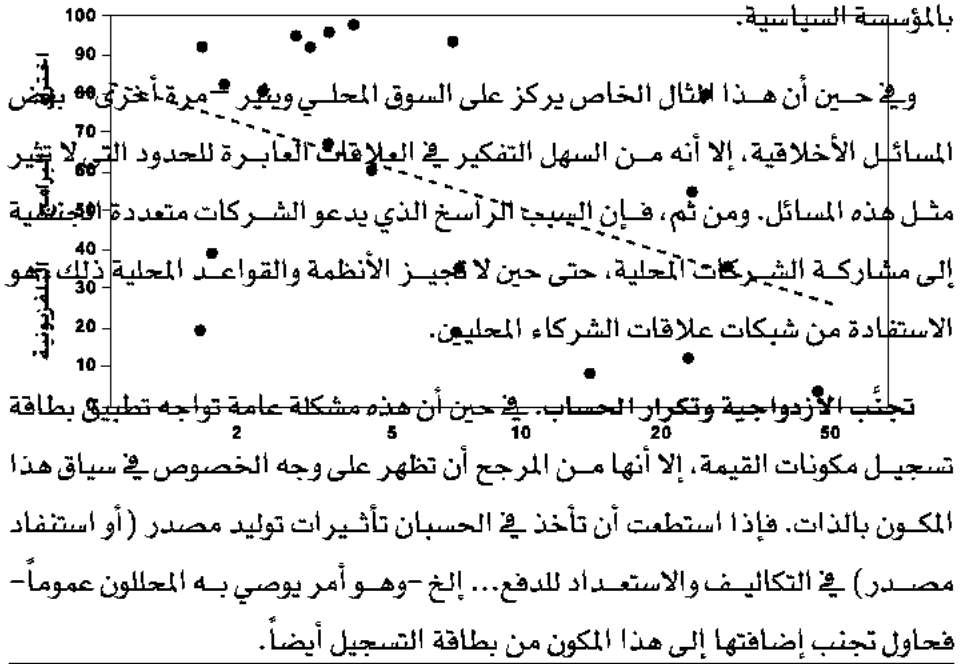 بالمؤسسة السياسية.
وفي حين أن هذا المثال الخاص يركز على السوق المحلي ويثير -مرة أخرى- بعض
المسائل الأخلاقية، إلا أنه من السهل التفكير في العلاقات العابرة للحدود التي لا تثير
مثل هذه المسائل. ومن ثم، فإن السبب الراسخ الذي يدعو الشركات متعددة الجنسية
إلى مشاركة الشركات المحلية، حتى حين لا تجيز الأنظمة والقواعد المحلية ذلك، هو
الاستفادة من شبكات علاقات الشركاء المحليين.
تجنَّب الازدواجية وتكرار الحساب. في حين أن هذه مشكلة عامة تواجه تطبيق بطاقة
تسجيل مكونات القيمة، إلا أنها من المرجح أن تظهر على وجه الخصوص في سياق هذا
المكون بالذات. فإذا استطعت أن تأخذ في الحسبان تأثيرات توليد مصدر (أو استنفاد
مصدر) في التكاليف والاستعداد للدفع... إلخ -وهو أمر يوصي به المحللون عموماً-
فحاول تجنب إضافتها إلى هذا المكون من بطاقة التسجيل أيضاً.
100
90
80
70
60
50
40
30
20
10
0
2 5 10 20 50
البرامج
التلفزيونية